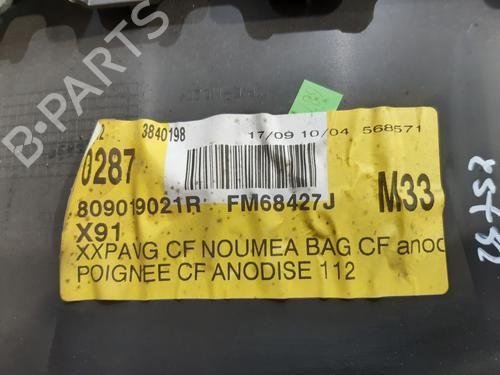 B-PARTS
2 3840198 17/09 10/04 568571
0287
809019021R FM68427J M33
X91
XXPAVG CF NOUMEA BAG CF anod
POIGNEE CF ANODISE 112